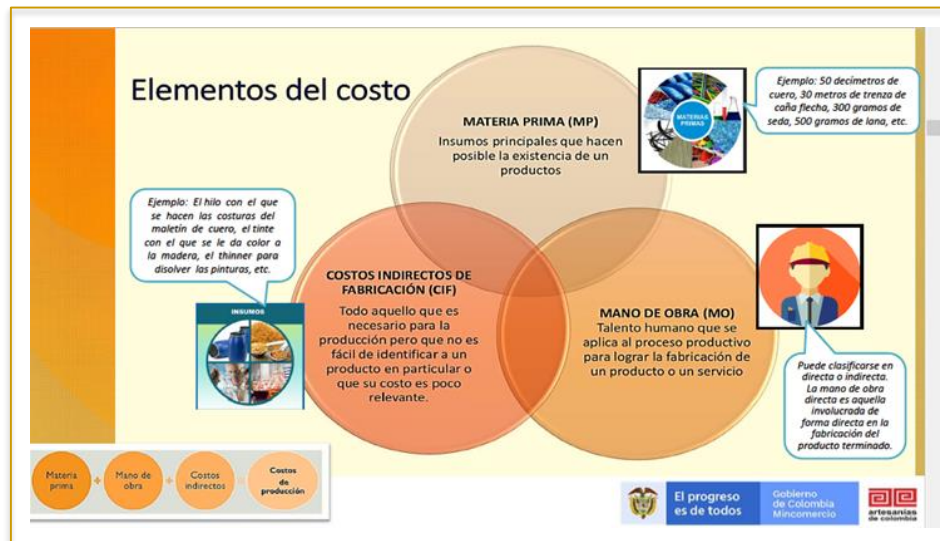 Elementos del costo
MATERIA PRIMA (MP)
Insumos principales que hacen
posible la existencia de un
productos
MATERIAS
PRIMAS
Ejemplo: 50 decímetros de
cuero, 30 metros de trenza de
caña flecha, 300 gramos de
seda, 500 gramos de lana, etc.
Ejemplo: El hilo con el que
se hacen las costuras del
maletín de cuero, el tinte
con el que se le da color a
la madera, el thinner para
disolver las pinturas, etc.
INSUMOS
COSTOS INDIRECTOS DE
FABRICACIÓN (CIF)
Todo aquello que es
necesario para la
producción pero que no es
fácil de identificar a un
producto en particular o
que su costo es poco
relevante.
MANO DE OBRA (MO)
Talento humano que se
aplica al proceso productivo
para lograr la fabricación de
un producto o un servicio
Puede clasificarse en
directa o indirecta.
La mano de obra
directa es aquella
involucrada de
forma directa en la
fabricación del
producto terminado.
Materia
prima
+
Mano de
obra
+
Costos
indirectos
=
Costos
de
producción
El progreso
es de todos
Gobierno
de Colombia
Mincomercio
artesanías
de colombia